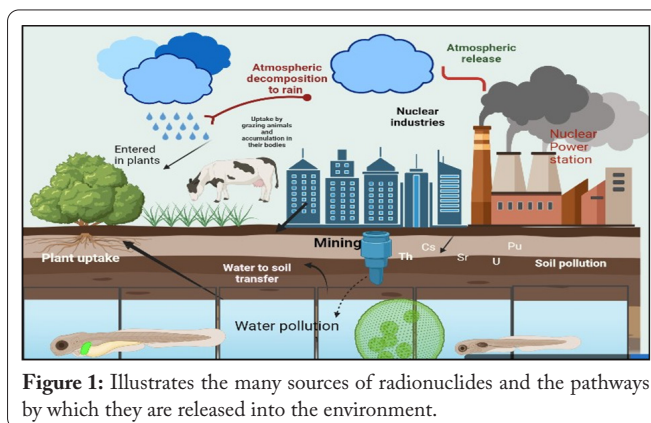 Atmospheric
release
Atmospheric
decomposition
to rain
Nuclear
industries
Uptake by
grazing animals
and
accumulation in
their bodies
Entered
in plants
Nuclear
Power
station
Mining
Plant uptake
Water to soil
transfer
Th
Cs
Sr
Pu
U
Soil pollution
Water pollution
Figure 1: Illustrates the many sources of radionuclides and the pathways
by which they are released into the environment.